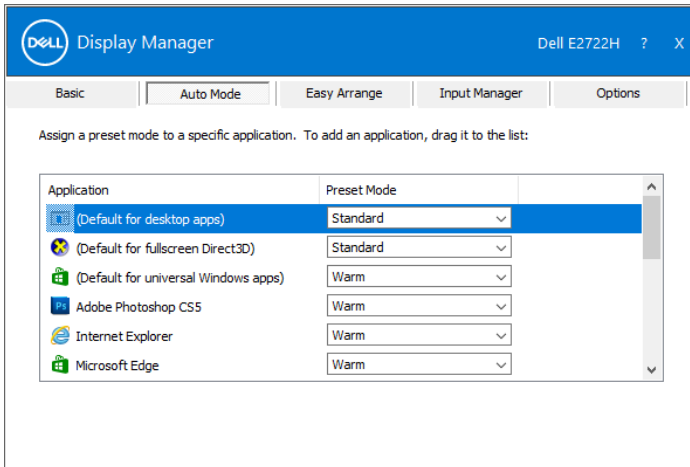 DELL Display Manager Dell E2722H ? X
Basic Auto Mode Easy Arrange Input Manager Options
Assign a preset mode to a specific application. To add an application, drag it to the list:
Application Preset Mode
(Default for desktop apps) Standard
(Default for fullscreen Direct3D) Standard
(Default for universal Windows apps) Warm
Ps Adobe Photoshop CS5 Warm
Internet Explorer Warm
Microsoft Edge Warm